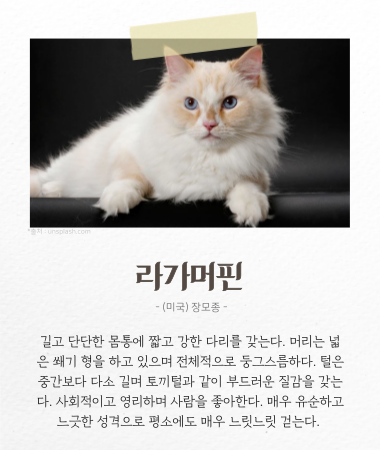 *출처 : unsplash.com
라가머핀
- (미국) 장모종 -
길고 단단한 몸통에 짧고 강한 다리를 갖는다. 머리는 넓
은 쐐기 형을 하고 있으며 전체적으로 둥그스름하다. 털은
중간보다 다소 길며 토끼털과 같이 부드러운 질감을 갖는
다. 사회적이고 영리하며 사람을 좋아한다. 매우 유순하고
느긋한 성격으로 평소에도 매우 느릿느릿 걷는다.